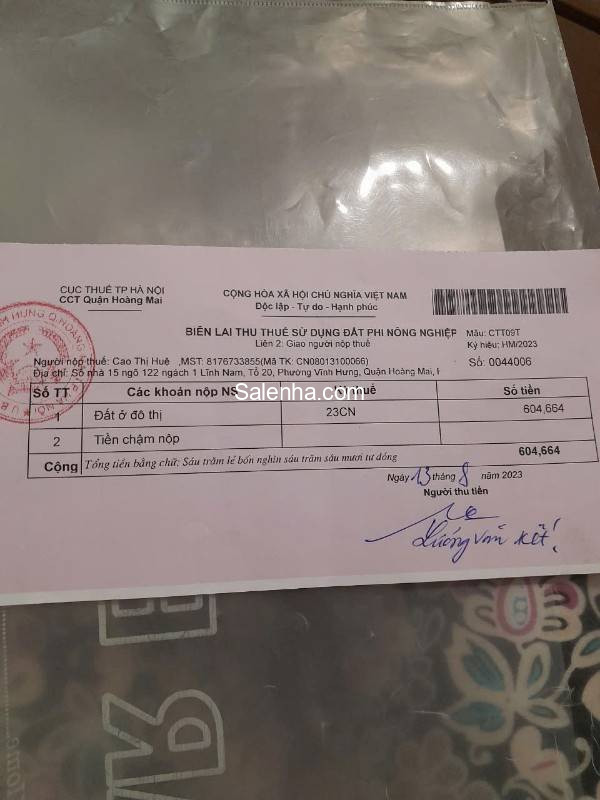 CỤC THUẾ TP HÀ NỘI
CCT Quận Hoàng Mai
CỘNG HÒA XÃ HỘI CHỦ NGHĨA VIỆT NAM
Độc lập - Tự do - Hạnh phúc
BIÊN LAI THU THUẾ SỬ DỤNG ĐẤT PHI NÔNG NGHIỆP
Mẫu: CTT09T
Liên 2: Giao người nộp thuế
Ký hiệu: HM/2023
Số: 0044006
Người nộp thuế: Cao Thị Huệ ,MST: 8176733855(Mã TK: CN08013100066)
Địa chỉ: Số nhà 15 ngõ 122 ngách 1 Lĩnh Nam, Tổ 20, Phường Vĩnh Hưng, Quận Hoàng Mai, H
Số TT Các khoản nộp NS thuế Số tiền
Salenha.com
1 Đất ở đô thị 23CN 604,664
2 Tiền chậm nộp
Cộng Tổng tiền bằng chữ: Sáu trăm lẻ bốn nghìn sáu trăm sáu mươi tư đồng 604,664
Ngày 13 tháng 8 năm 2023
Người thu tiền
Lương Văn Kết
Home